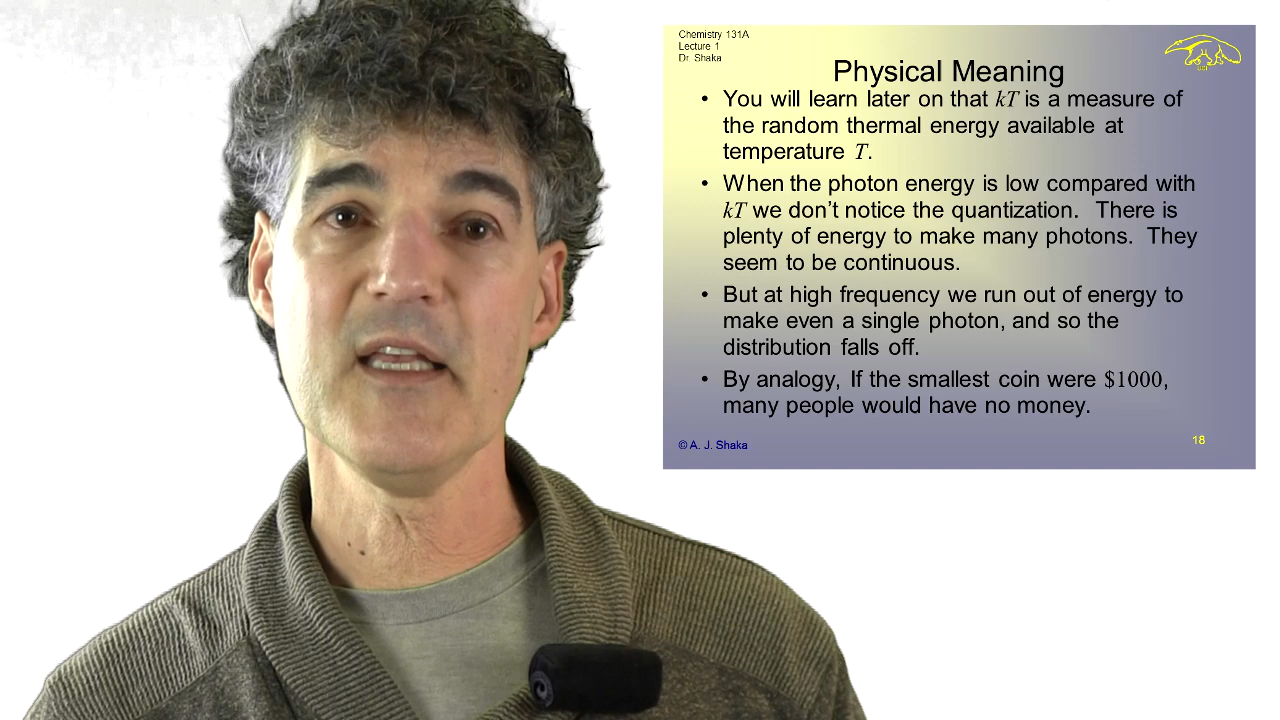 Chemistry 131A
Lecture 1
Dr. Shaka
Physical Meaning
• You will learn later on that kT is a measure of
the random thermal energy available at
temperature T.
• When the photon energy is low compared with
kT we don’t notice the quantization.  There is
plenty of energy to make many photons.  They
seem to be continuous.
• But at high frequency we run out of energy to
make even a single photon, and so the
distribution falls off.
• By analogy, If the smallest coin were $1000,
many people would have no money.
© A. J. Shaka
18